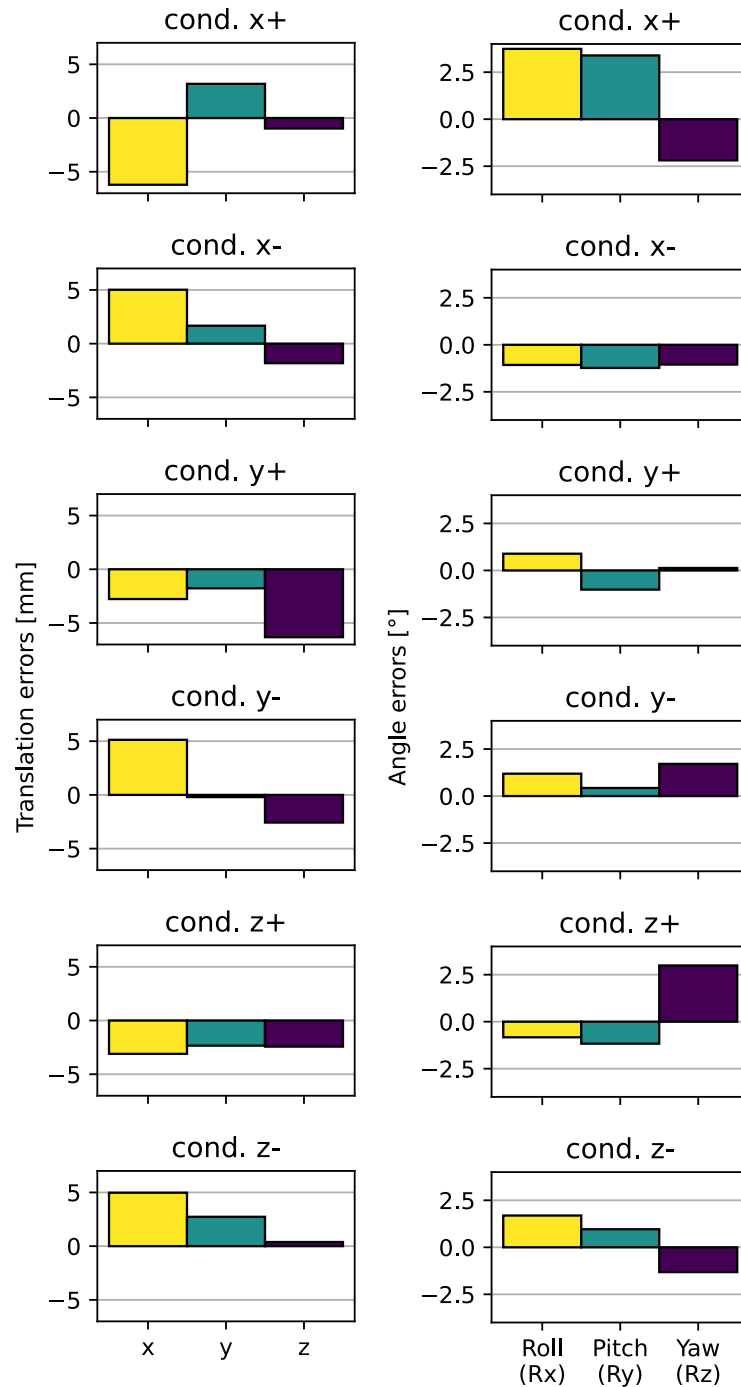 cond. x+
cond. x+
5
0
−5
2.5
0.0
−2.5
cond. x-
cond. x-
5
0
−5
2.5
0.0
−2.5
cond. y+
cond. y+
5
0
−5
2.5
0.0
−2.5
Translation errors [mm]
Angle errors [°]
cond. y-
cond. y-
5
0
−5
2.5
0.0
−2.5
cond. z+
cond. z+
5
0
−5
2.5
0.0
−2.5
cond. z-
cond. z-
5
0
−5
2.5
0.0
−2.5
x y z
Roll Pitch Yaw
(Rx) (Ry) (Rz)